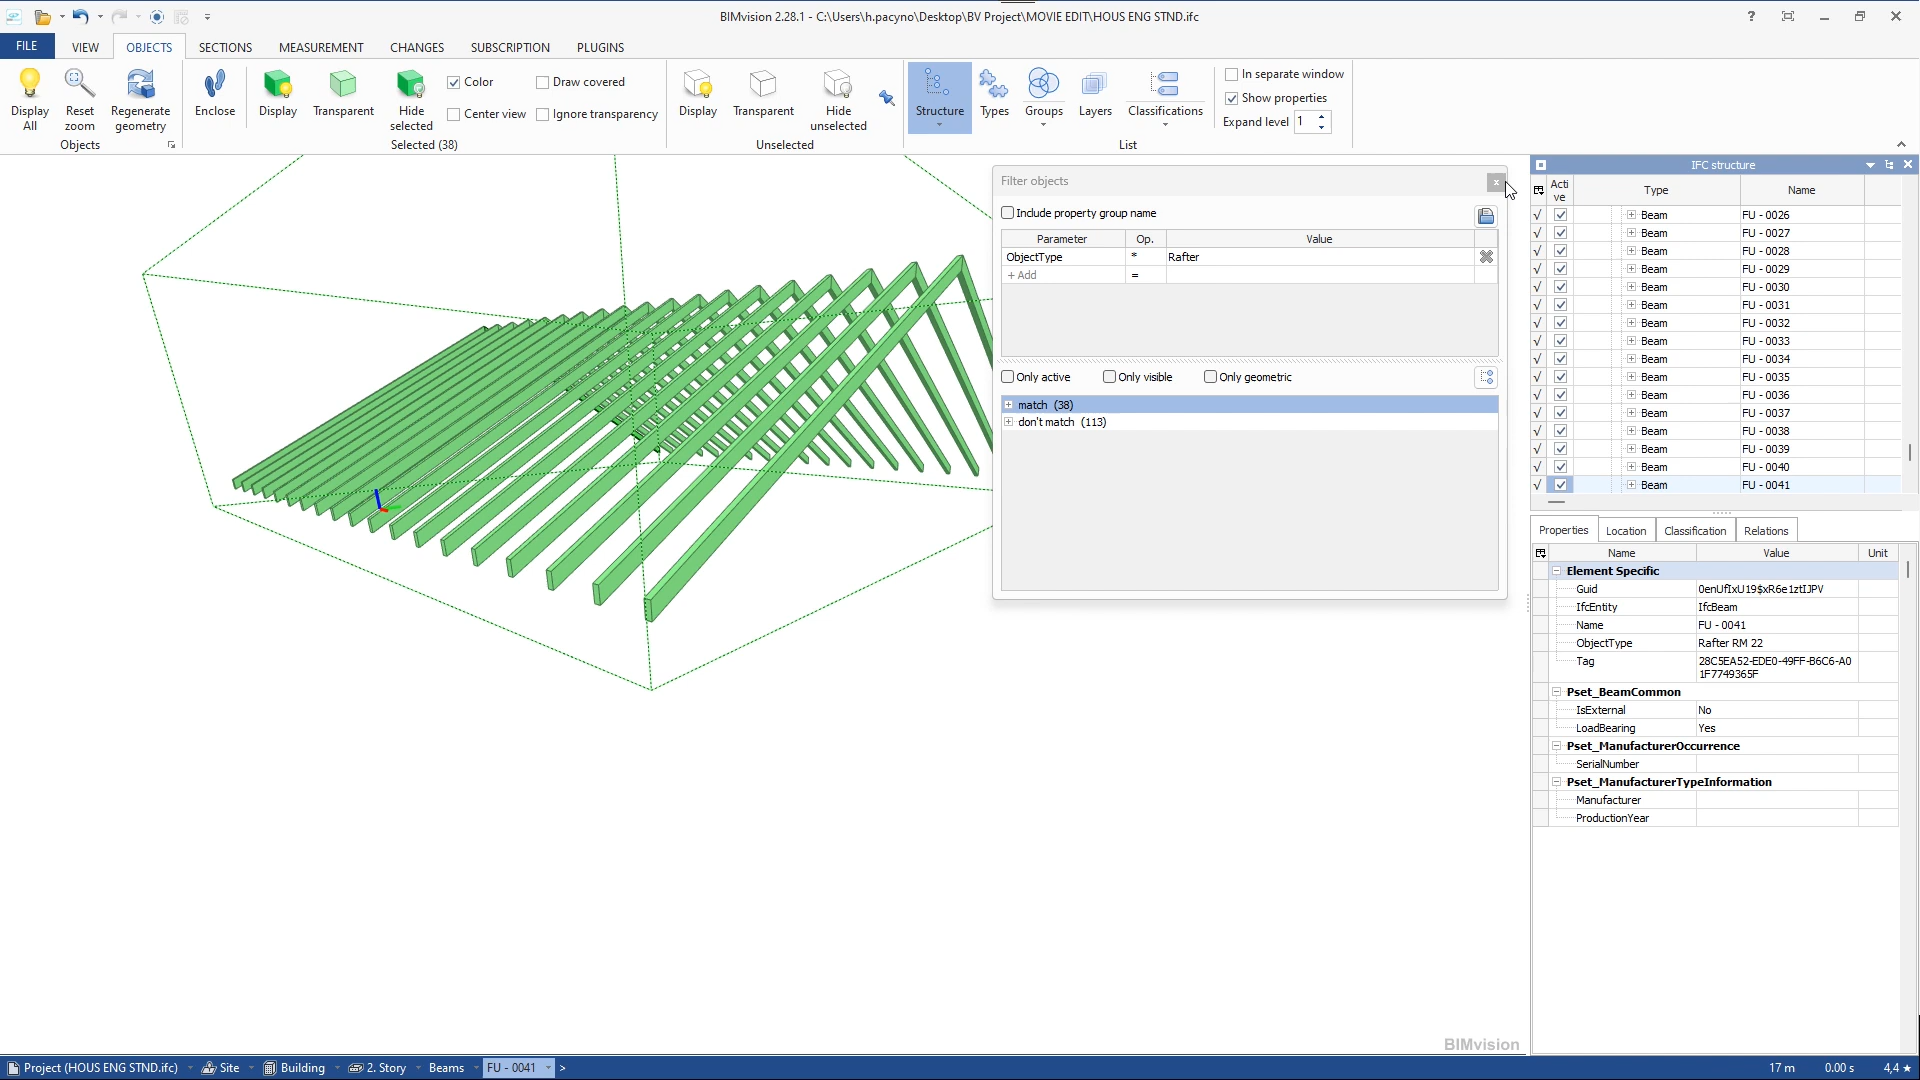 BIMvision 2.28.1 - C:\Users\h.pacyno\Desktop\BV Project\MOVIE EDIT\HOUS ENG STND.ifc
FILE VIEW OBJECTS SECTIONS MEASUREMENT CHANGES SUBSCRIPTION PLUGINS
Display All
Reset zoom
Regenerate geometry
Objects
Enclose
Display
Transparent
Hide selected
Color
Center view
Draw covered
Ignore transparency
Selected (38)
Display
Transparent
Hide unselected
Unselected
Structure
Types
Groups
Layers
Classifications
In separate window
Show properties
Expand level 1
List
Filter objects
Include property group name
Parameter Op. Value
ObjectType * Rafter
+ Add =
Only active Only visible Only geometric
match (38)
don't match (113)
IFC structure
Active Type Name
Beam FU - 0026
Beam FU - 0027
Beam FU - 0028
Beam FU - 0029
Beam FU - 0030
Beam FU - 0031
Beam FU - 0032
Beam FU - 0033
Beam FU - 0034
Beam FU - 0035
Beam FU - 0036
Beam FU - 0037
Beam FU - 0038
Beam FU - 0039
Beam FU - 0040
Beam FU - 0041
Properties Location Classification Relations
Name Value Unit
Element Specific
Guid 0enUfIxU19$xR6e1ztIJPV
IfcEntity IfcBeam
Name FU - 0041
ObjectType Rafter RM 22
Tag 28C5EA52-EDE0-49FF-B6C6-A0
1F7749365F
Pset_BeamCommon
IsExternal No
LoadBearing Yes
Pset_ManufacturerOccurrence
SerialNumber
Pset_ManufacturerTypeInformation
Manufacturer
ProductionYear
BIMvision
Project (HOUS ENG STND.ifc) Site Building 2. Story Beams FU - 0041 >
17 m 0.00 s 4,4 ★